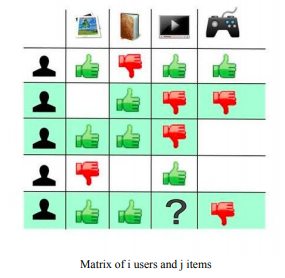 ?
Matrix of i users and j items